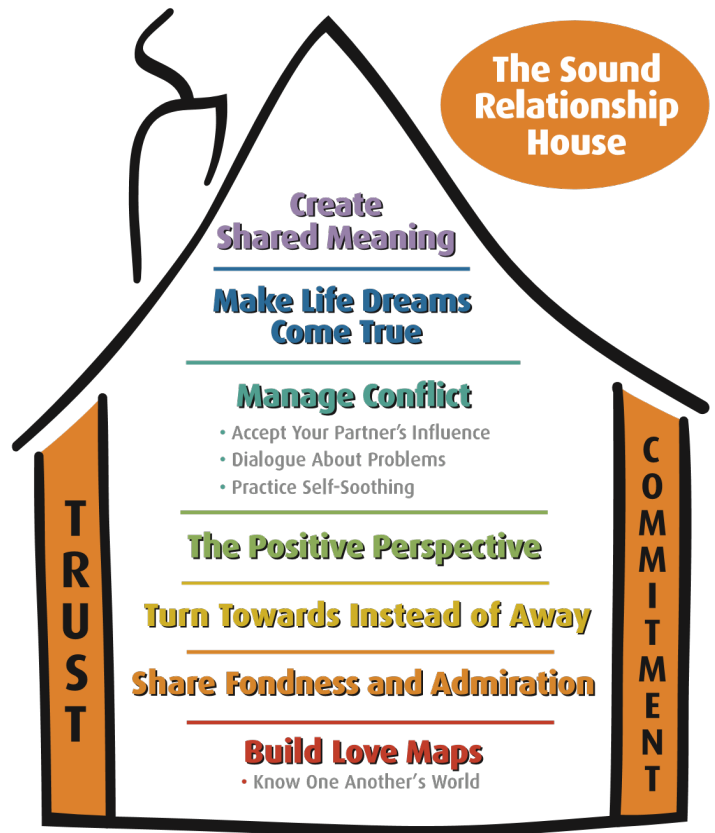 The Sound
Relationship
House
Create
Shared Meaning
Make Life Dreams
Come True
Manage Conflict
• Accept Your Partner's Influence
• Dialogue About Problems
• Practice Self-Soothing
The Positive Perspective
Turn Towards Instead of Away
Share Fondness and Admiration
Build Love Maps
• Know One Another's World
TRUST
COMMITMENT